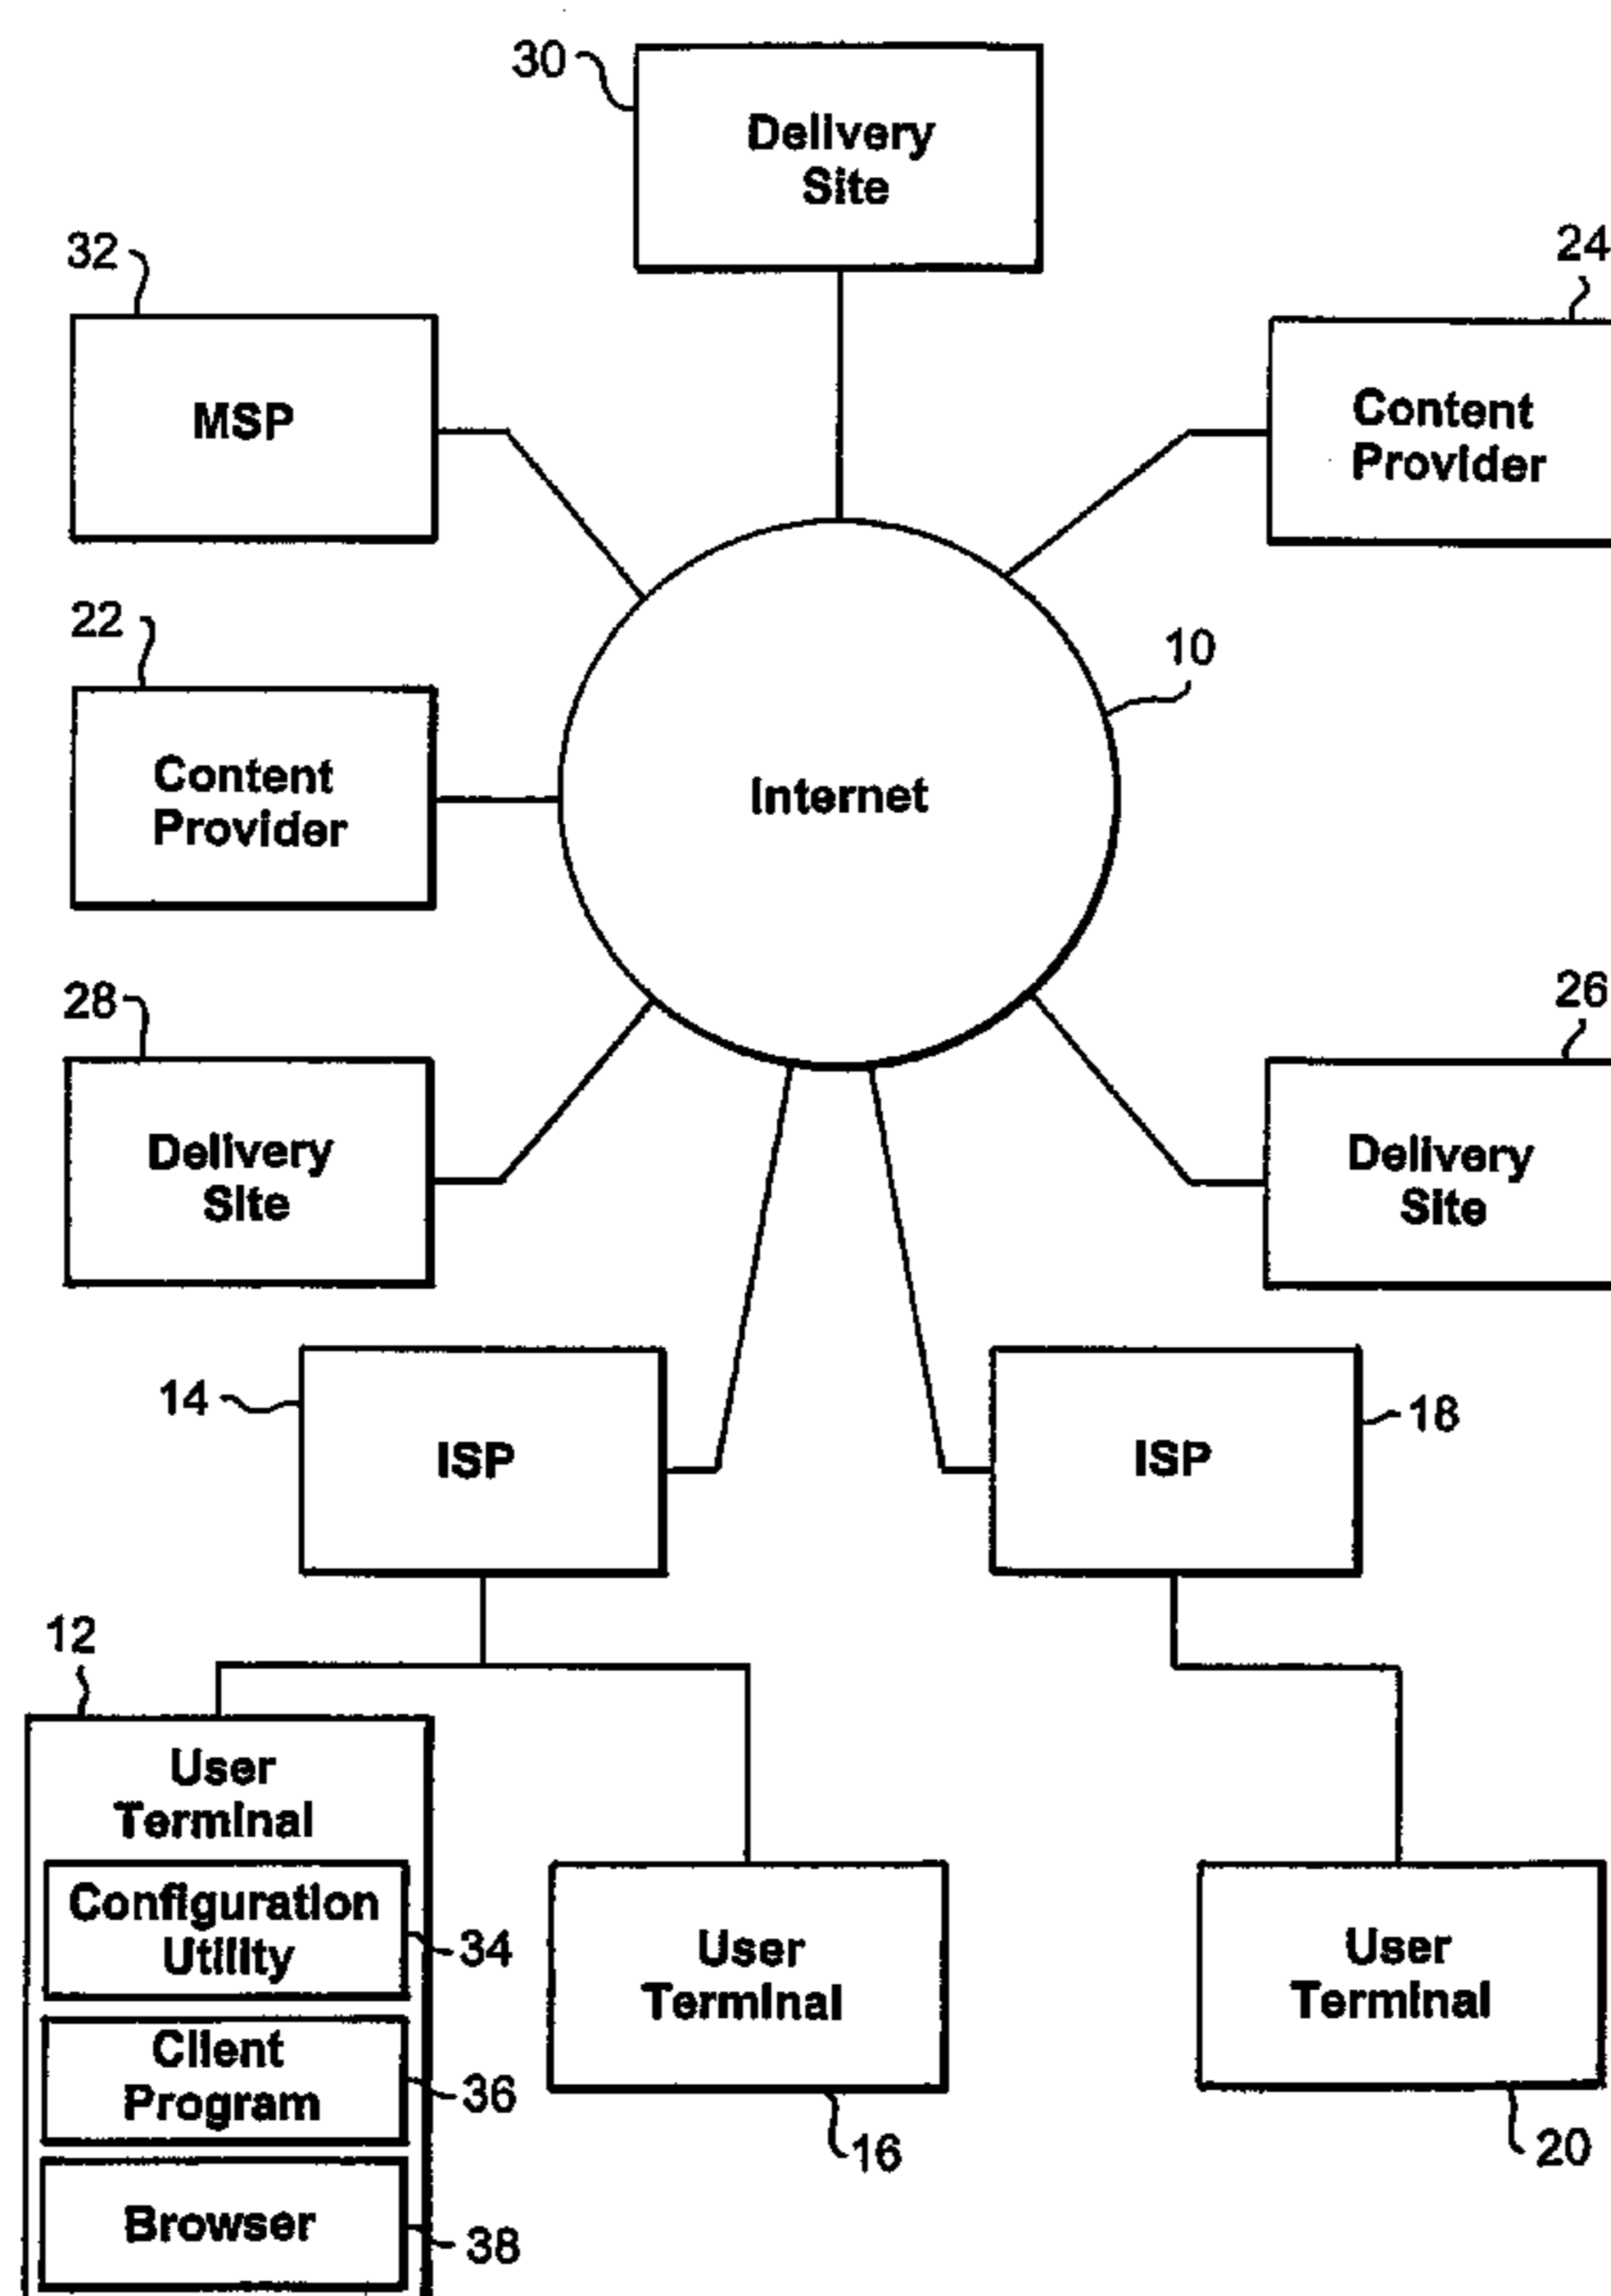 30
Delivery
Site
32
24
MSP
Content
Provider
22
10
Content
Provider
Internet
28
26
Delivery
Site
Delivery
Site
14
ISP
ISP
18
12
User
Terminal
Configuration
Utility
34
Client
Program
36
Browser
38
User
Terminal
16
User
Terminal
20